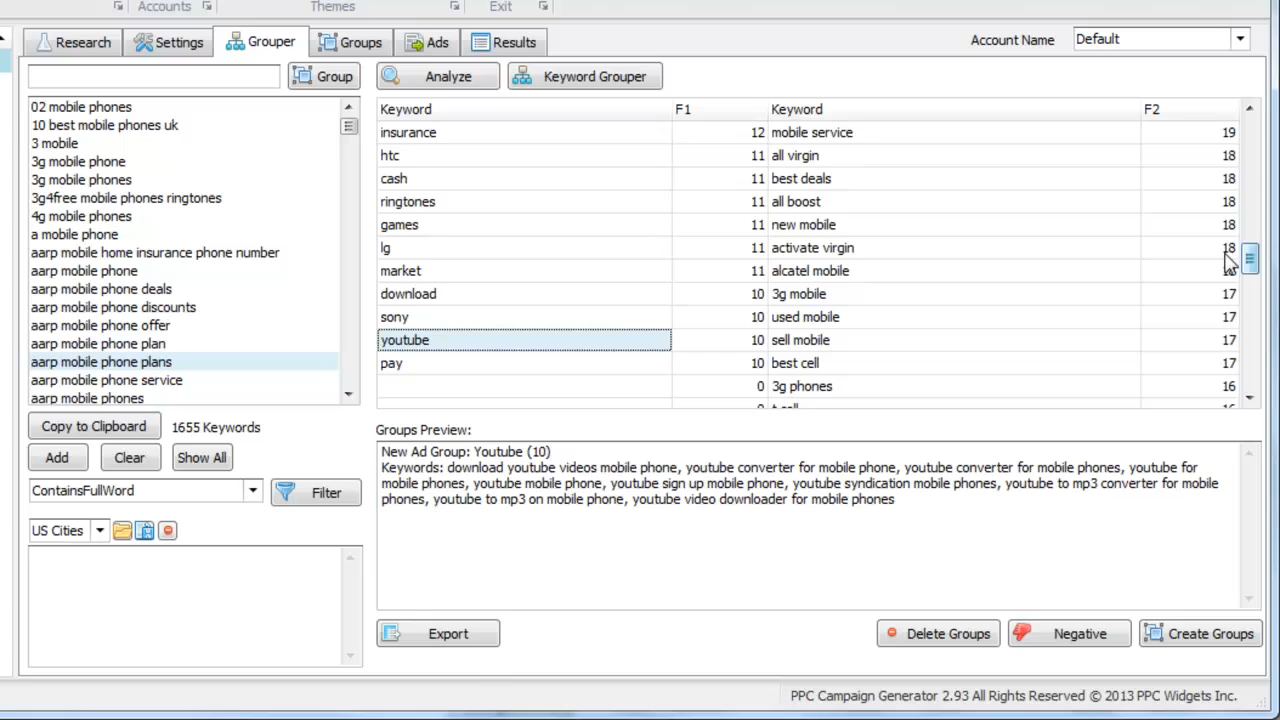 Accounts Themes Exit
Research Settings Grouper Groups Ads Results Account Name Default
Group Analyze Keyword Grouper
02 mobile phones
10 best mobile phones uk
3 mobile
3g mobile phone
3g mobile phones
3g4free mobile phones ringtones
4g mobile phones
a mobile phone
aarp mobile home insurance phone number
aarp mobile phone
aarp mobile phone deals
aarp mobile phone discounts
aarp mobile phone offer
aarp mobile phone plan
aarp mobile phone plans
aarp mobile phone service
aarp mobile phones
Keyword F1 Keyword F2
insurance 12 mobile service 19
htc 11 all virgin 18
cash 11 best deals 18
ringtones 11 all boost 18
games 11 new mobile 18
lg 11 activate virgin 18
market 11 alcatel mobile
download 10 3g mobile 17
sony 10 used mobile 17
youtube 10 sell mobile 17
pay 10 best cell 17
0 3g phones 16
Copy to Clipboard 1655 Keywords
Add Clear Show All
ContainsFullWord Filter
US Cities
Groups Preview:
New Ad Group: Youtube (10)
Keywords: download youtube videos mobile phone, youtube converter for mobile phone, youtube converter for mobile phones, youtube for
mobile phones, youtube mobile phone, youtube sign up mobile phone, youtube syndication mobile phones, youtube to mp3 converter for mobile
phones, youtube to mp3 on mobile phone, youtube video downloader for mobile phones
Export Delete Groups Negative Create Groups
PPC Campaign Generator 2.93 All Rights Reserved © 2013 PPC Widgets Inc.